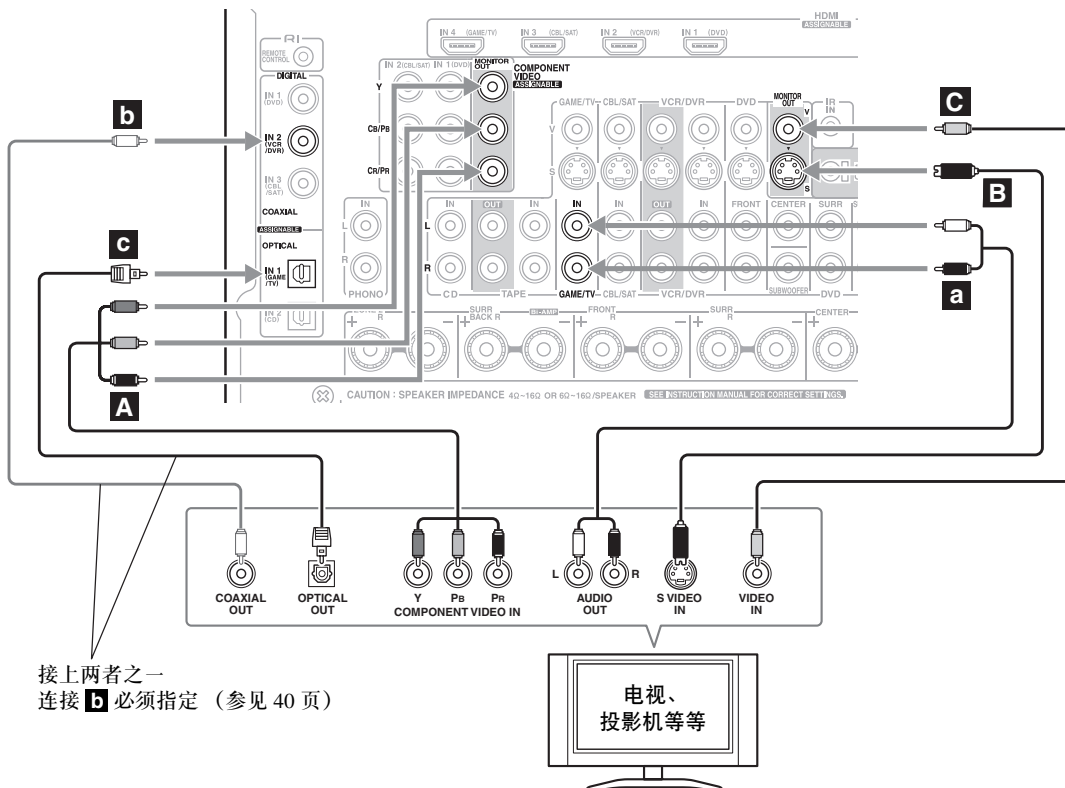 HDMI
ASSIGNABLE
IN 4 (GAME/TV) IN 3 (CBL/SAT) IN 2 (VCR/DVR) IN 1 (DVD)
RI
REMOTE CONTROL
DIGITAL
IN 1 (DVD)
IN 2 (VCR/DVR)
IN 3 (CBL/SAT)
COAXIAL
ASSIGNABLE
OPTICAL
IN 1 (GAME/TV)
IN 2 (CD)
IN 2(CBL/SAT) IN 1(DVD) MONITOR OUT
COMPONENT VIDEO
ASSIGNABLE
Y
CB/PB
CR/PR
GAME/TV CBL/SAT VCR/DVR DVD MONITOR OUT
V
S
V
S
IR
IN
IN IN OUT IN IN IN OUT IN FRONT CENTER SURR
L
R
L
R
SUBWOOFER
PHONO CD TAPE GAME/TV CBL/SAT VCR/DVR DVD
R
SURR BACK R
BI-AMP
FRONT R
SURR R
CENTER
+ − + − + − + − +
CAUTION : SPEAKER IMPEDANCE 4Ω~16Ω OR 6Ω~16Ω/SPEAKER SEE INSTRUCTION MANUAL FOR CORRECT SETTINGS.
b
c
A
C
B
a
COAXIAL OUT
OPTICAL OUT
Y PB PR
COMPONENT VIDEO IN
L R
AUDIO OUT
S VIDEO IN
VIDEO IN
接上两者之一
连接 b 必须指定 （参见 40 页）
电视、
投影机等等